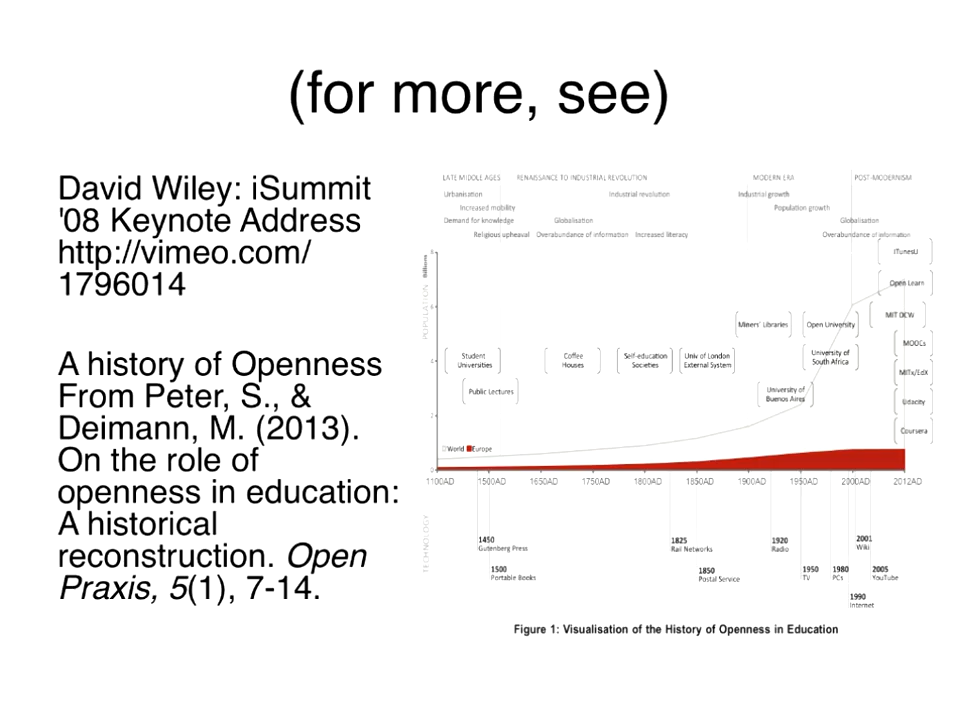 (for more, see)
David Wiley: iSummit
'08 Keynote Address
http://vimeo.com/
1796014
A history of Openness
From Peter, S., &
Deimann, M. (2013).
On the role of
openness in education:
A historical
reconstruction. Open
Praxis, 5(1), 7-14.
LATE MIDDLE AGES RENAISSANCE TO INDUSTRIAL REVOLUTION MODERN ERA POST-MODERNISM
Urbanisation Industrial revolution Industrial growth
Increased mobility Population growth
Demand for knowledge Globalisation Globalisation
Religious upheaval Overabundance of information Increased literacy Overabundance of information
POPULATION Billions
8
6
4
2
0
iTunesU
Open Learn
MIT OCW
Miners' Libraries
Open University
MOOCs
Student
Universities
Coffee
Houses
Self-education
Societies
Univ of London
External System
University of
South Africa
MITx/EdX
Public Lectures
University of
Buenos Aires
Udacity
Coursera
World Europe
1100AD 1500AD 1650AD 1750AD 1800AD 1850AD 1900AD 1950AD 2000AD 2012AD
TECHNOLOGY
1450
Gutenberg Press
1500
Portable Books
1825
Rail Networks
1850
Postal Service
1920
Radio
1950
TV
1980
PCs
1990
Internet
2001
Wiki
2005
YouTube
Figure 1: Visualisation of the History of Openness in Education